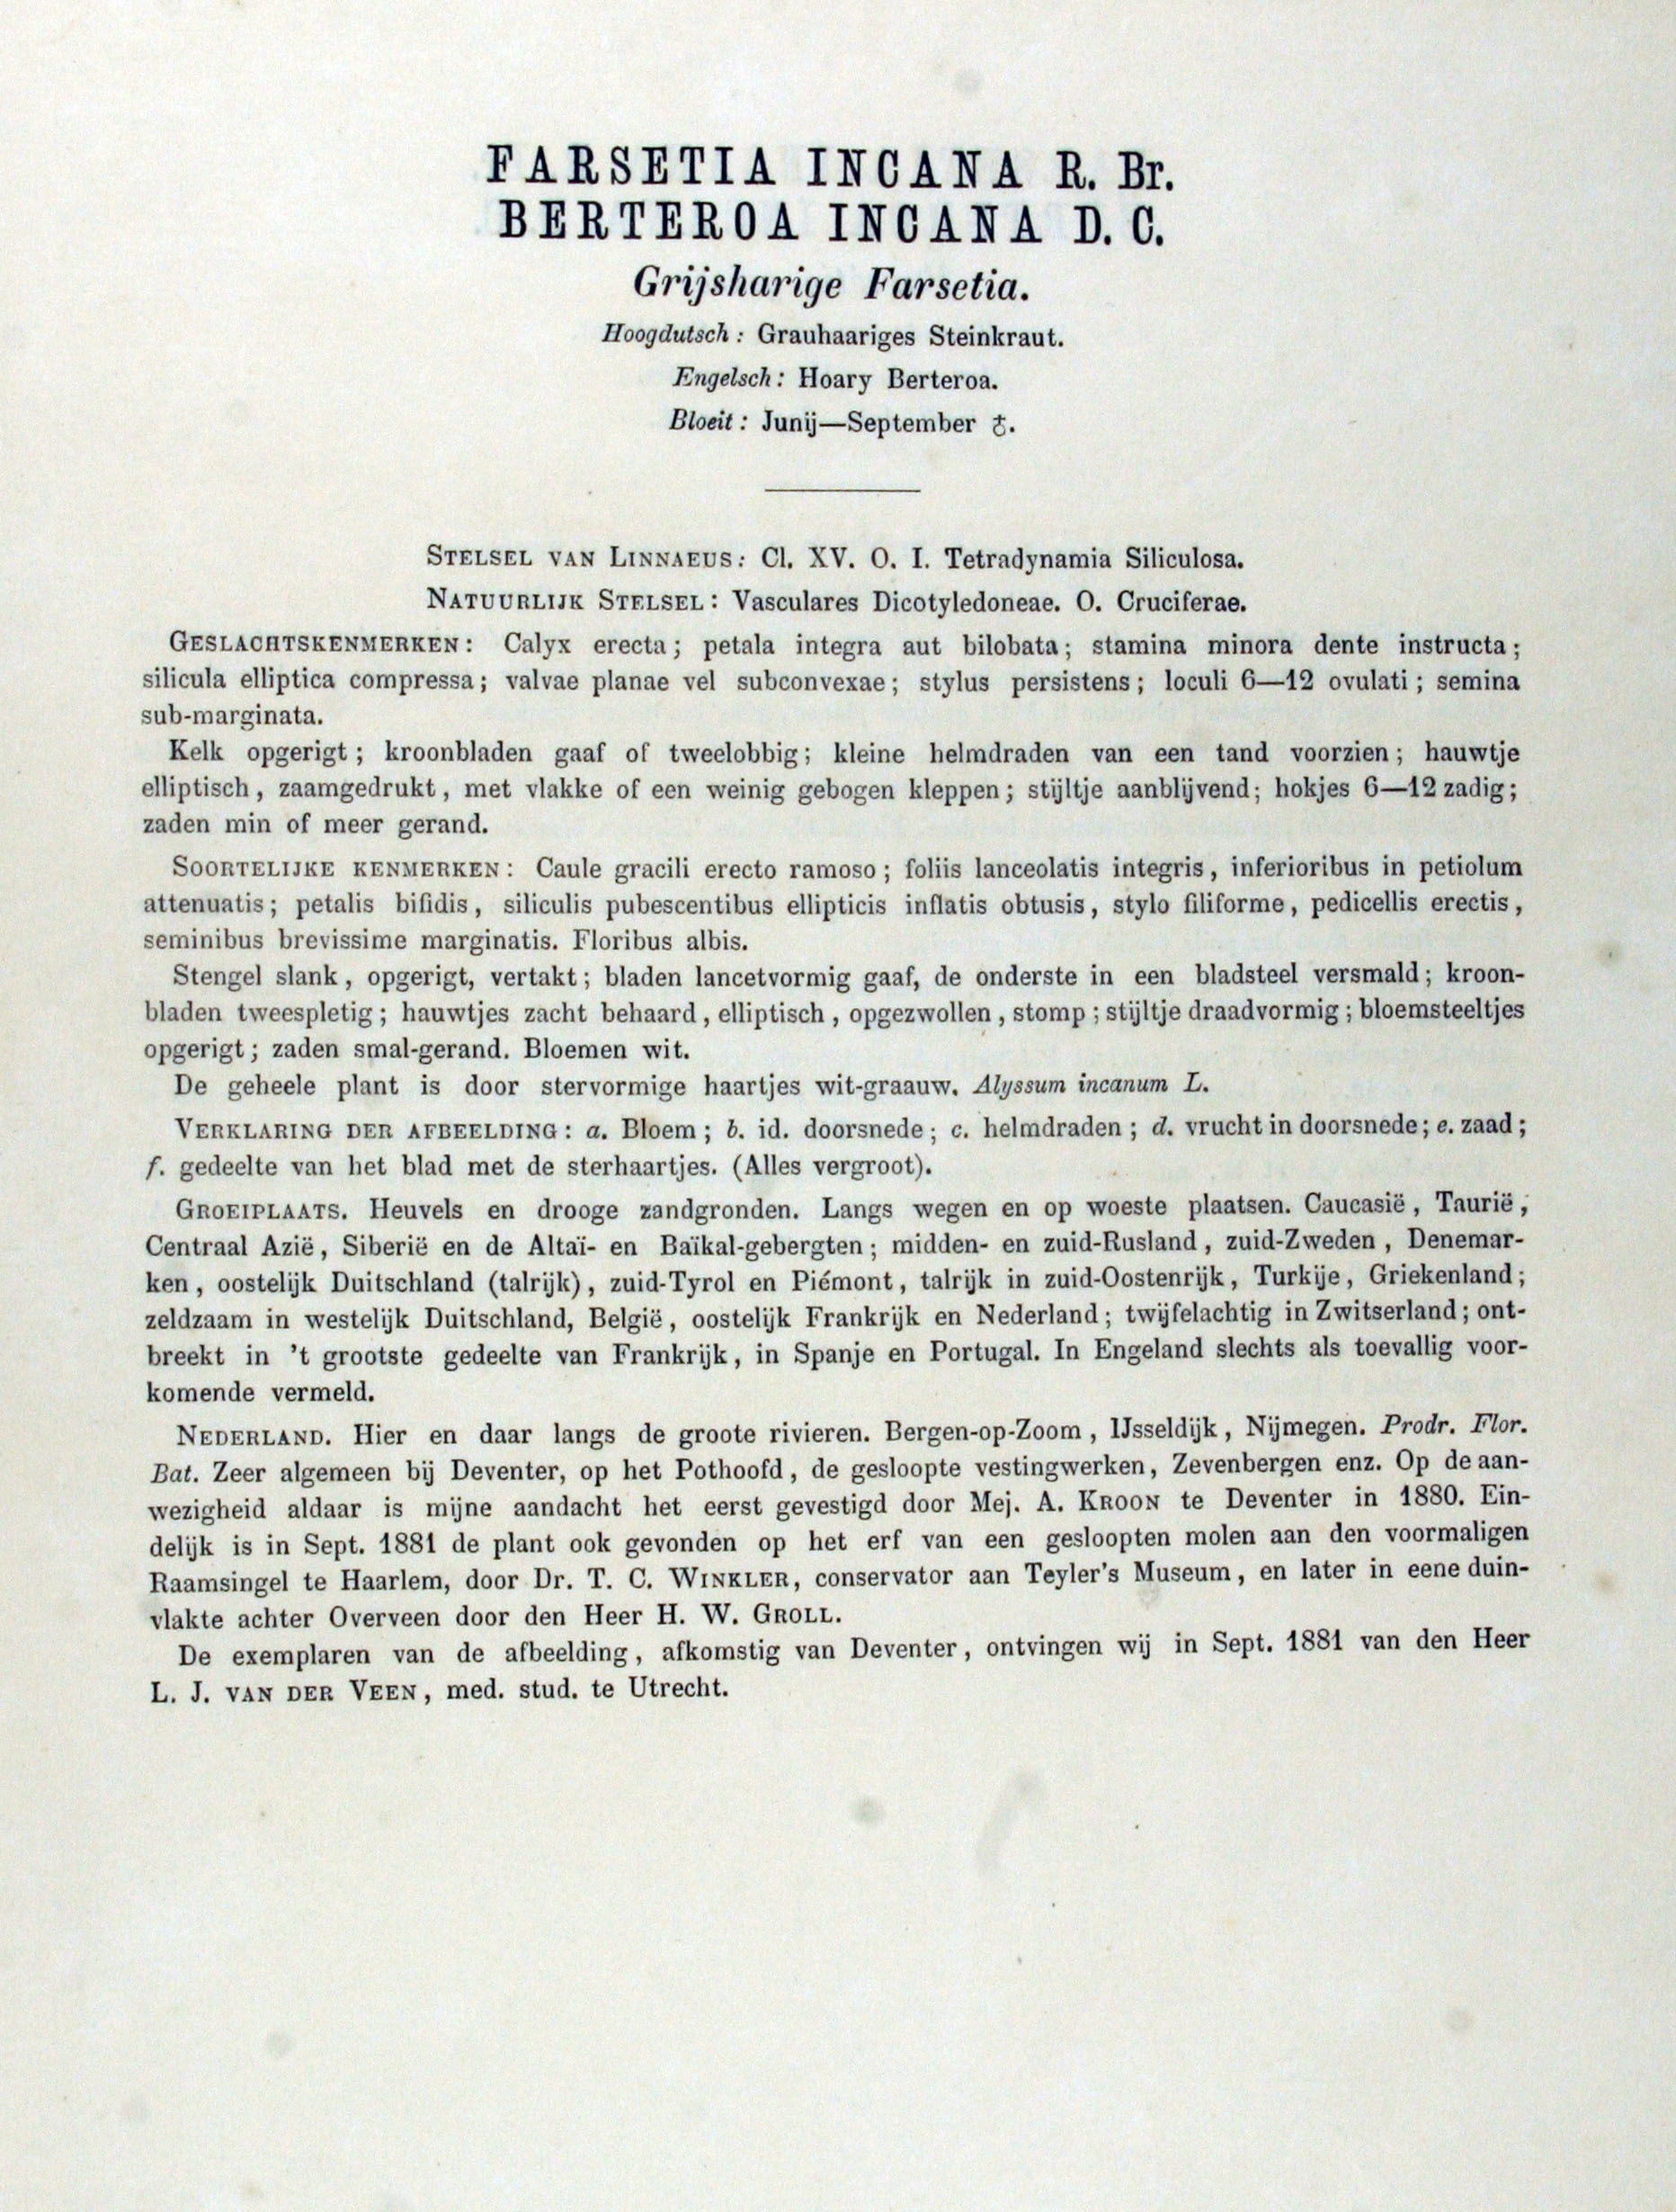 FARSETIA INCANA R. Br.
BERTEROA INCANA D. C.
Grijsharige Farsetia.
Hoogdutsch: Grauhaariges Steinkraut.
Engelsch: Hoary Berteroa.
Bloeit: Junij—September
STELSEL VAN LINNAEUS: Cl. XV. O. I. Tetradynamia Siliculosa.
NATUURLIJK STELSEL: Vasculares Dicotyledoneae. O. Cruciferae.
GESLACHTSKENMERKEN: Calyx erecta; petala integra aut bilobata; stamina minora dente instructa;
silicula elliptica compressa; valvae planae vel subconvexae; stylus persistens; loculi 6—12 ovulati; semina
sub-marginata.
Kelk opgerigt; kroonbladen gaaf of tweelobbig; kleine helmdraden van een tand voorzien; hauwtje
elliptisch, zaamgedrukt, met vlakke of een weinig gebogen kleppen; stijltje aanblijvend; hokjes 6—12 zadig;
zaden min of meer gerand.
SOORTELIJKE KENMERKEN: Caule gracili erecto ramoso; foliis lanceolatis integris, inferioribus in petiolum
attenuatis; petalis bifidis, siliculis pubescentibus ellipticis inflatis obtusis, stylo filiforme, pedicellis erectis,
seminibus brevissime marginatis. Floribus albis.
Stengel slank, opgerigt, vertakt; bladen lancetvormig gaaf, de onderste in een bladsteel versmald; kroon-
bladen tweespletig; hauwtjes zacht behaard, elliptisch, opgezwollen, stomp; stijltje draadvormig; bloemsteeltjes
opgerigt; zaden smal-gerand. Bloemen wit.
De geheele plant is door stervormige haartjes wit-graauw. Alyssum incanum L.
VERKLARING DER AFBEELDING: a. Bloem; b. id. doorsnede; c. helmdraden; d. vrucht in doorsnede; e. zaad;
f. gedeelte van het blad met de sterhaartjes. (Alles vergroot).
GROEIPLAATS. Heuvels en drooge zandgronden. Langs wegen en op woeste plaatsen. Caucasië, Taurië,
Centraal Azië, Siberië en de Altaï- en Baïkal-gebergten; midden- en zuid-Rusland, zuid-Zweden, Denemar-
ken, oostelijk Duitschland (talrijk), zuid-Tyrol en Piémont, talrijk in zuid-Oostenrijk, Turkije, Griekenland;
zeldzaam in westelijk Duitschland, België, oostelijk Frankrijk en Nederland; twijfelachtig in Zwitserland; ont-
breekt in 't grootste gedeelte van Frankrijk, in Spanje en Portugal. In Engeland slechts als toevallig voor-
komende vermeld.
NEDERLAND. Hier en daar langs de groote rivieren. Bergen-op-Zoom, IJsseldijk, Nijmegen. Prodr. Flor.
Bat. Zeer algemeen bij Deventer, op het Pothoofd, de gesloopte vestingwerken, Zevenbergen enz. Op de aan-
wezigheid aldaar is mijne aandacht het eerst gevestigd door Mej. A. KROON te Deventer in 1880. Ein-
delijk is in Sept. 1881 de plant ook gevonden op het erf van een gesloopten molen aan den voormaligen
Raamsingel te Haarlem, door Dr. T. C. WINKLER, conservator aan Teyler's Museum, en later in eene duin-
vlakte achter Overveen door den Heer H. W. GROLL.
De exemplaren van de afbeelding, afkomstig van Deventer, ontvingen wij in Sept. 1881 van den Heer
L. J. VAN DER VEEN, med. stud. te Utrecht.